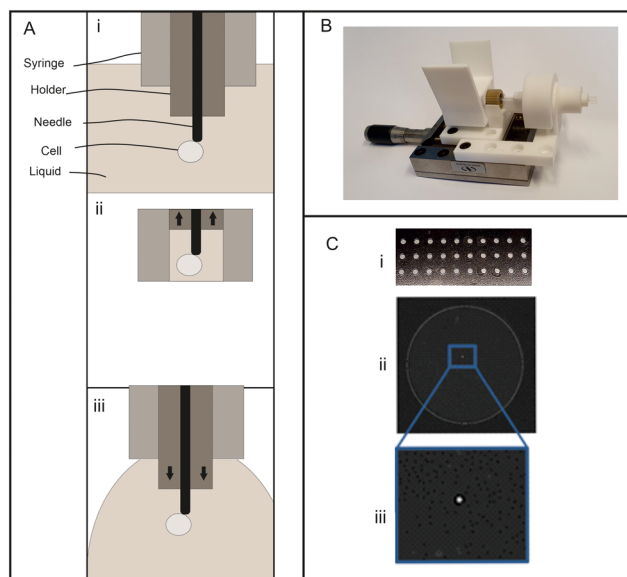 A
i
Syringe
Holder
Needle
Cell
Liquid
ii
iii
B
C
i
ii
iii